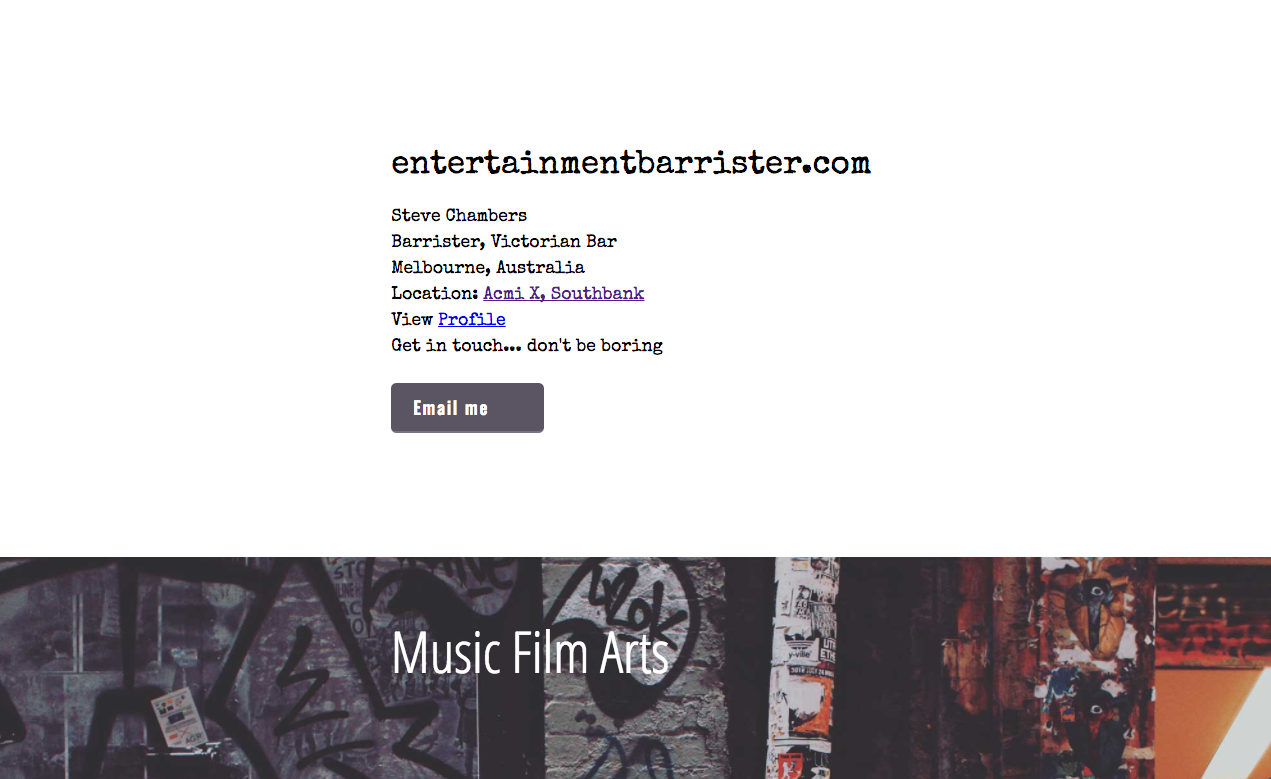 entertainmentbarrister.com
Steve Chambers
Barrister, Victorian Bar
Melbourne, Australia
Location: Acmi X, Southbank
View Profile
Get in touch... don't be boring
Email me
Music Film Arts
y-ville